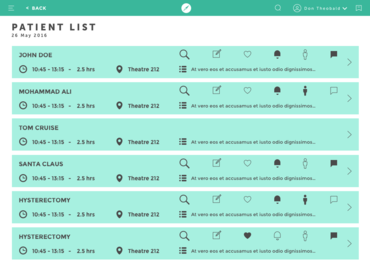 BACK
Don Theobald
PATIENT LIST
26 May 2016
JOHN DOE
10:45 - 13:15 - 2.5 hrs Theatre 212 At vero eos et accusamus et iusto odio dignissimos...
MOHAMMAD ALI
10:45 - 13:15 - 2.5 hrs Theatre 212 At vero eos et accusamus et iusto odio dignissimos...
TOM CRUISE
10:45 - 13:15 - 2.5 hrs Theatre 212 At vero eos et accusamus et iusto odio dignissimos...
SANTA CLAUS
10:45 - 13:15 - 2.5 hrs Theatre 212 At vero eos et accusamus et iusto odio dignissimos...
HYSTERECTOMY
10:45 - 13:15 - 2.5 hrs Theatre 212 At vero eos et accusamus et iusto odio dignissimos...
HYSTERECTOMY
10:45 - 13:15 - 2.5 hrs Theatre 212 At vero eos et accusamus et iusto odio dignissimos...